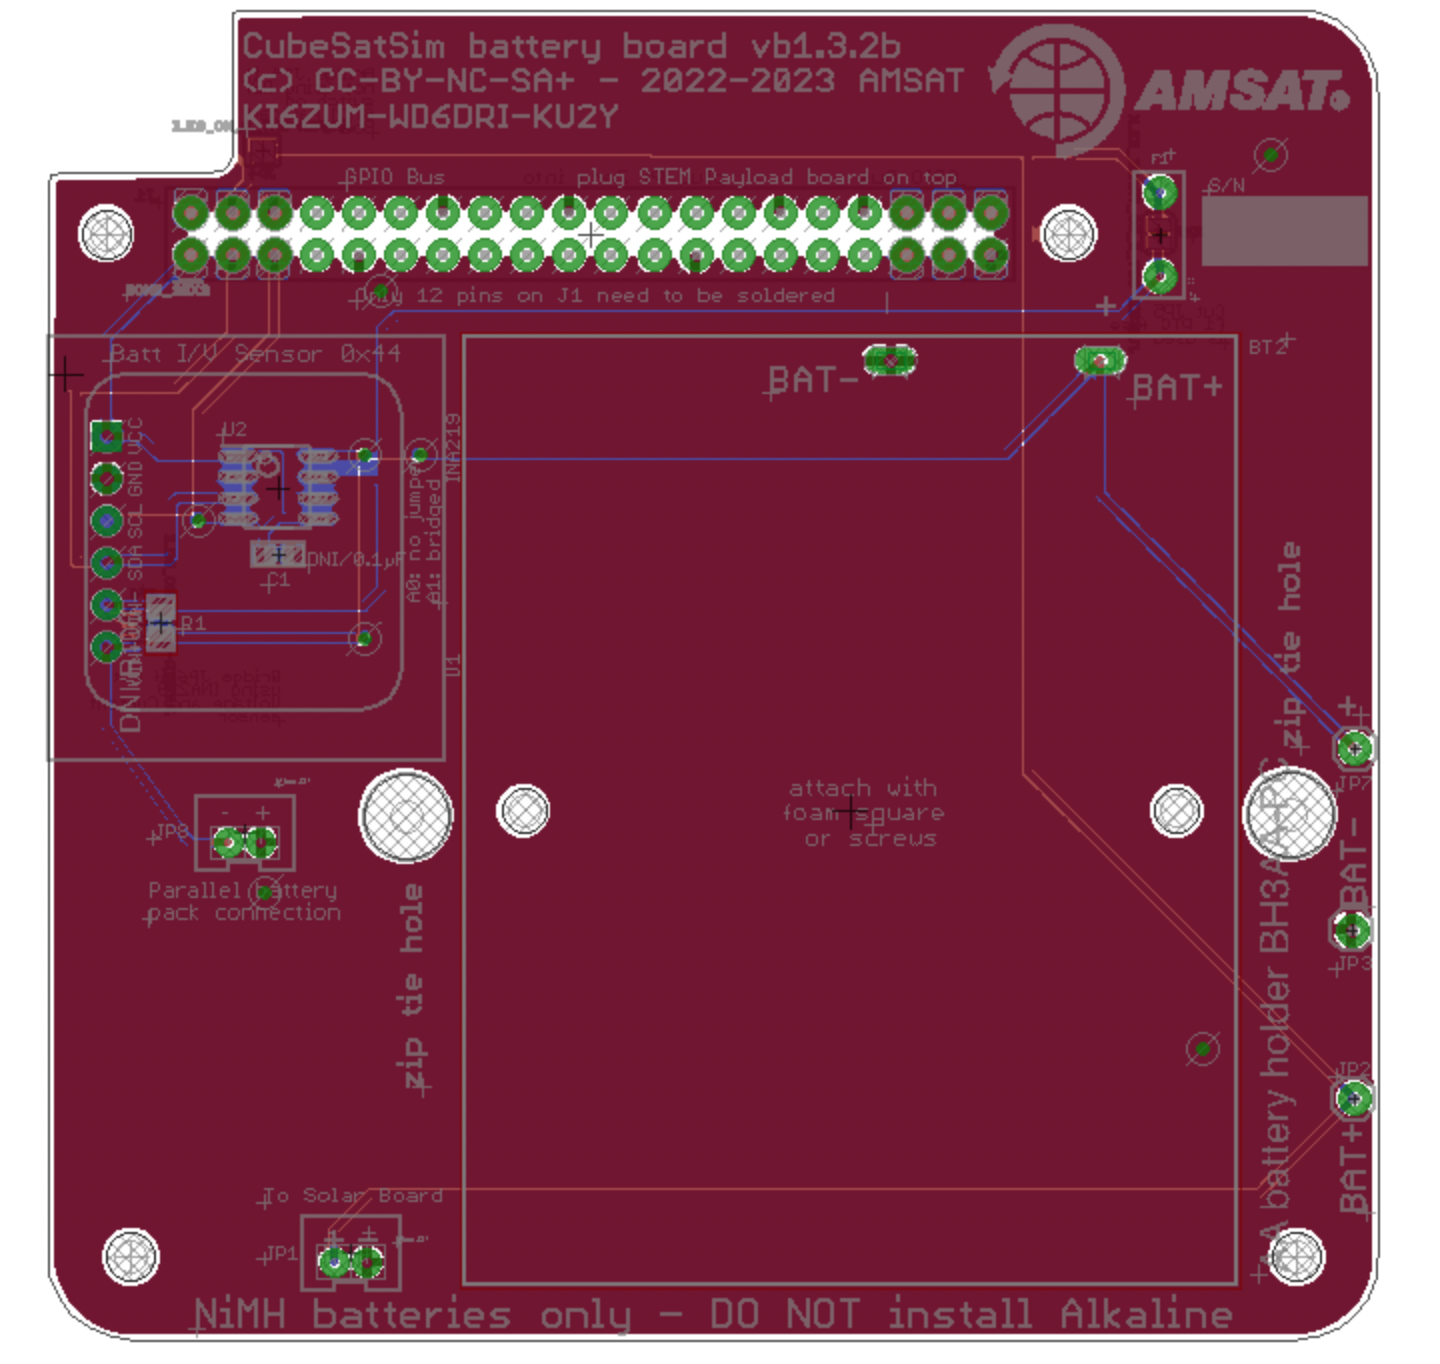 CubeSatSim battery board vb1.3.2b
(c) CC-BY-NC-SA+ - 2022-2023 AMSAT
KI6ZUM-WD6DRI-KU2Y
AMSAT®
GPIO Bus
plug STEM Payload board on top
F1
S/N
Only 12 pins on J1 need to be soldered
+
Batt I/V Sensor 0x44
BT2
BAT-
BAT+
U2
VCC
GND
SCL
SDA
INA219
A0: no jumper
A1: bridged
DNI/0.1µF
C1
R1
U1
zip tie hole
+
JP7
attach with
foam square
or screws
- +
JP8
Parallel battery
pack connection
zip tie hole
BAT-
JP3
AA battery holder
JP2
BAT+
To Solar Board
JP1
NiMH batteries only - DO NOT install Alkaline